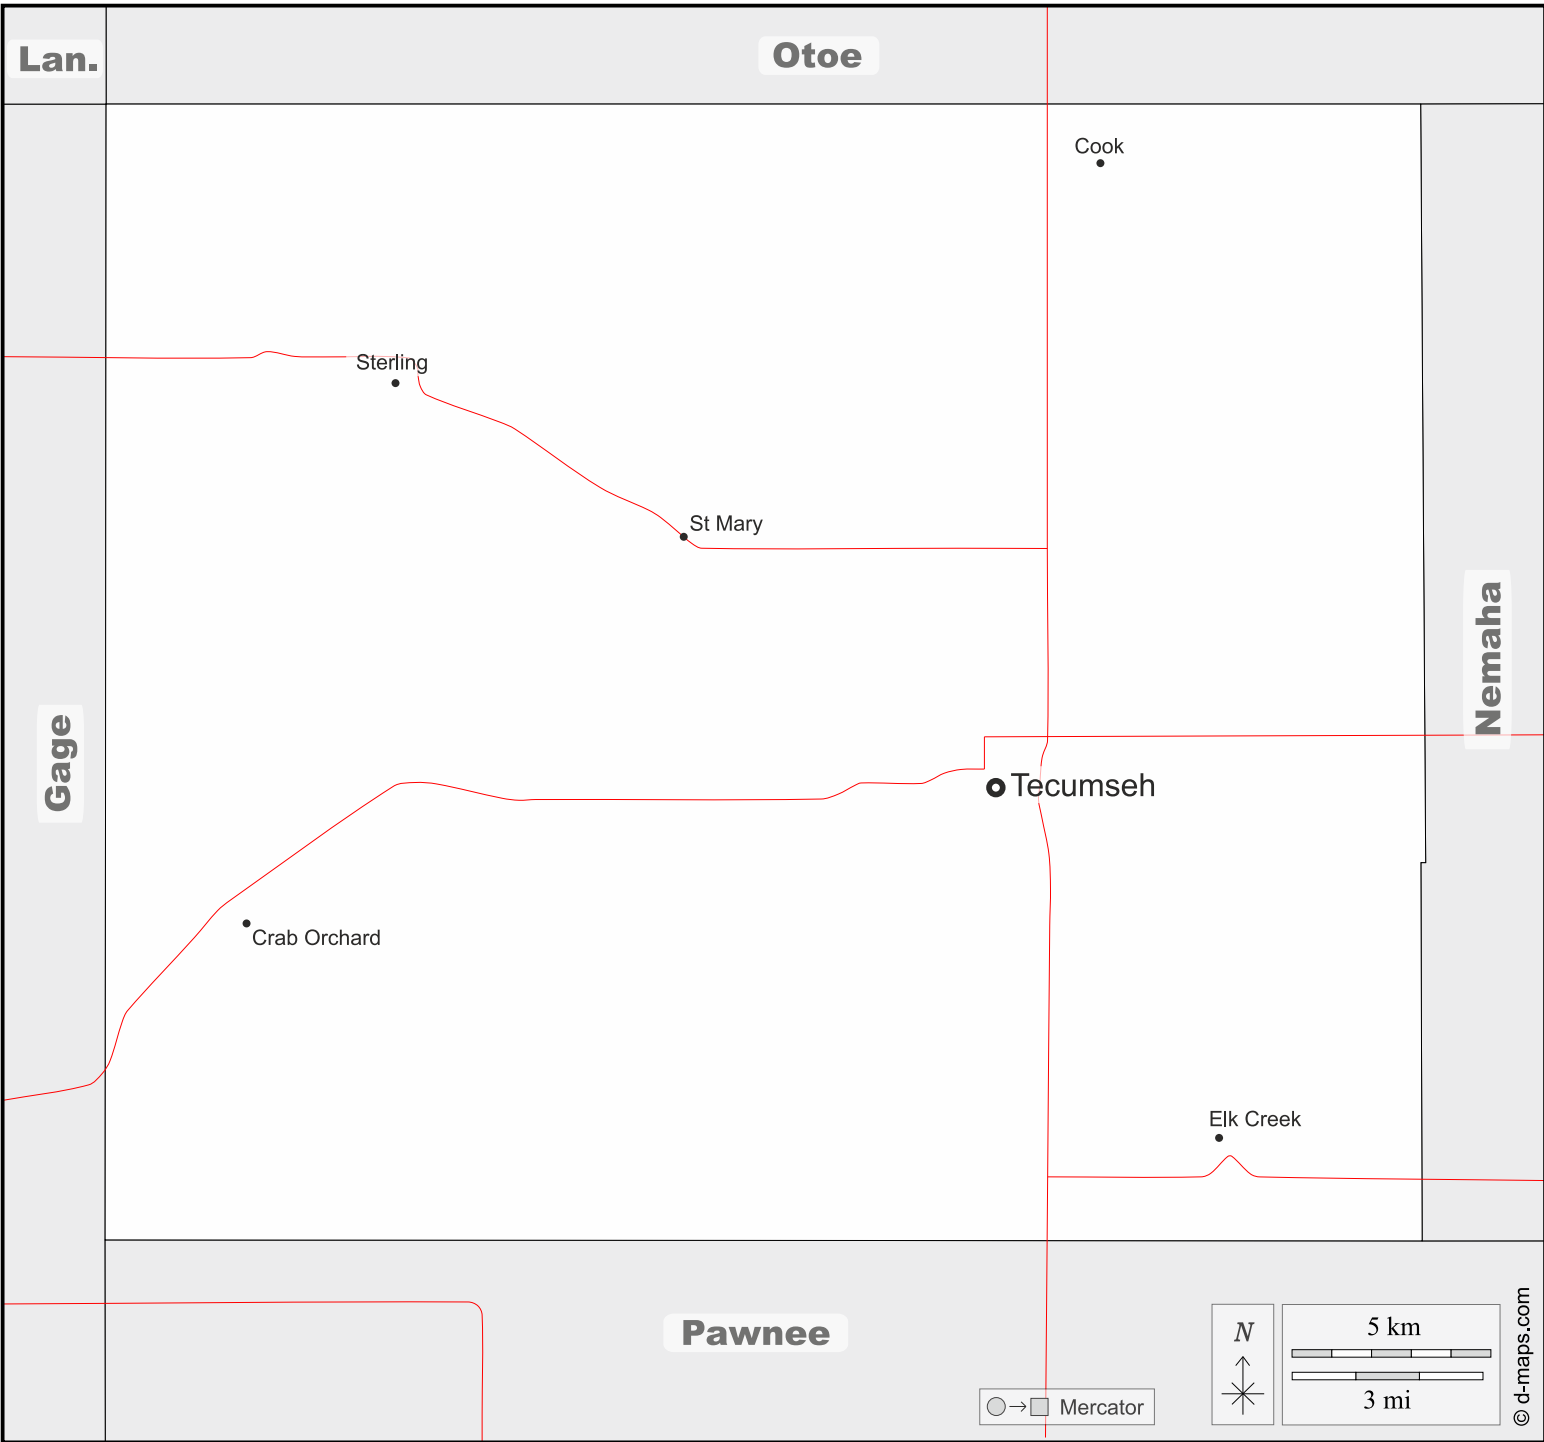 Lan.
Otoe
Cook
Sterling
St Mary
Nemaha
Gage
Tecumseh
Crab Orchard
Elk Creek
Pawnee
N
5 km
3 mi
Mercator
© d-maps.com